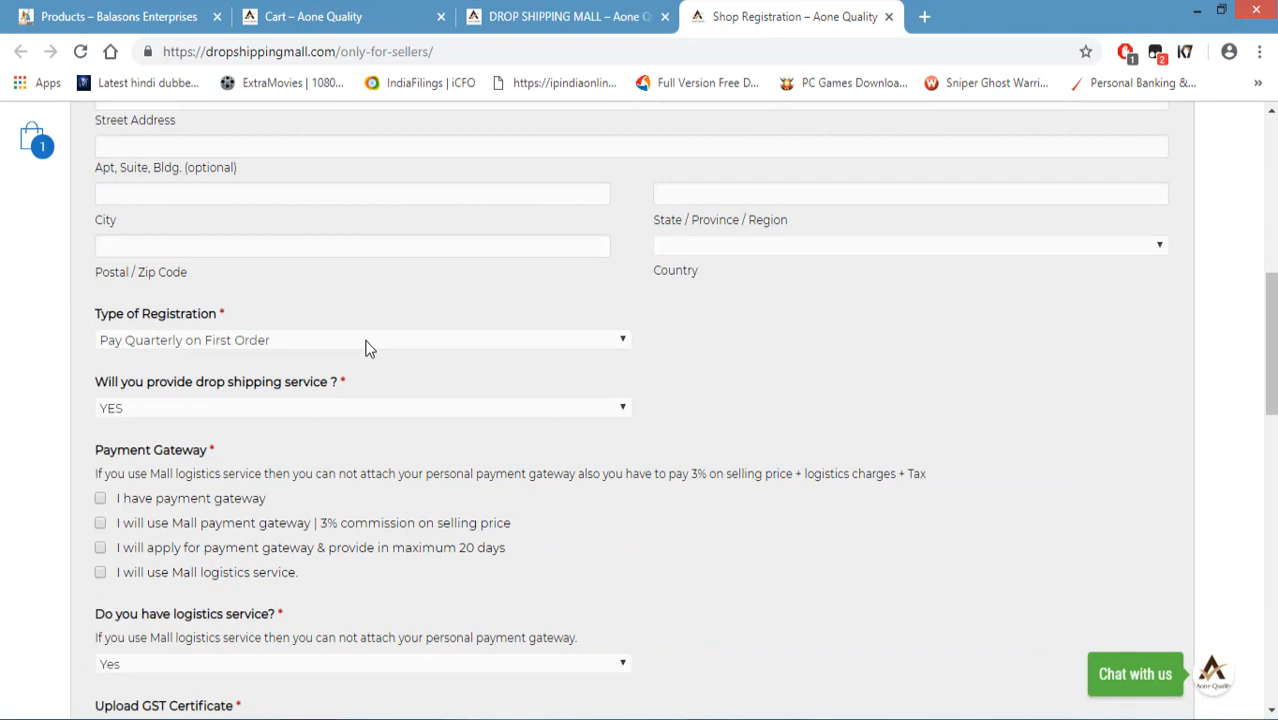 Products – Balasons Enterprises
Cart – Aone Quality
DROP SHIPPING MALL – Aone Q
Shop Registration – Aone Quality
https://dropshippingmall.com/only-for-sellers/
1
2
K7
Apps
Latest hindi dubbe...
ExtraMovies | 1080...
IndiaFilings | iCFO
https://ipindiaonlin...
Full Version Free D...
PC Games Downloa...
Sniper Ghost Warri...
Personal Banking &...
»
1
Street Address
Apt, Suite, Bldg. (optional)
City
State / Province / Region
Postal / Zip Code
Country
Type of Registration *
Pay Quarterly on First Order
Will you provide drop shipping service ? *
YES
Payment Gateway *
If you use Mall logistics service then you can not attach your personal payment gateway also you have to pay 3% on selling price + logistics charges + Tax
I have payment gateway
I will use Mall payment gateway | 3% commission on selling price
I will apply for payment gateway & provide in maximum 20 days
I will use Mall logistics service.
Do you have logistics service? *
If you use Mall logistics service then you can not attach your personal payment gateway.
Yes
Chat with us
Aone Quality
Upload GST Certificate *